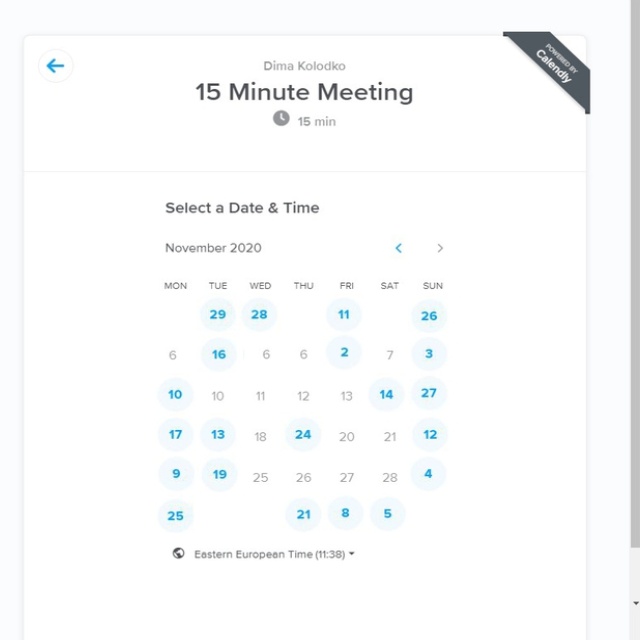 POWERED BY
Calendly
Dima Kolodko
15 Minute Meeting
15 min
Select a Date & Time
November 2020
MON TUE WED THU FRI SAT SUN
29 28 11 26
6 16 6 6 2 7 3
10 10 11 12 13 14 27
17 13 18 24 20 21 12
9 19 25 26 27 28 4
25 21 8 5
Eastern European Time (11:38)